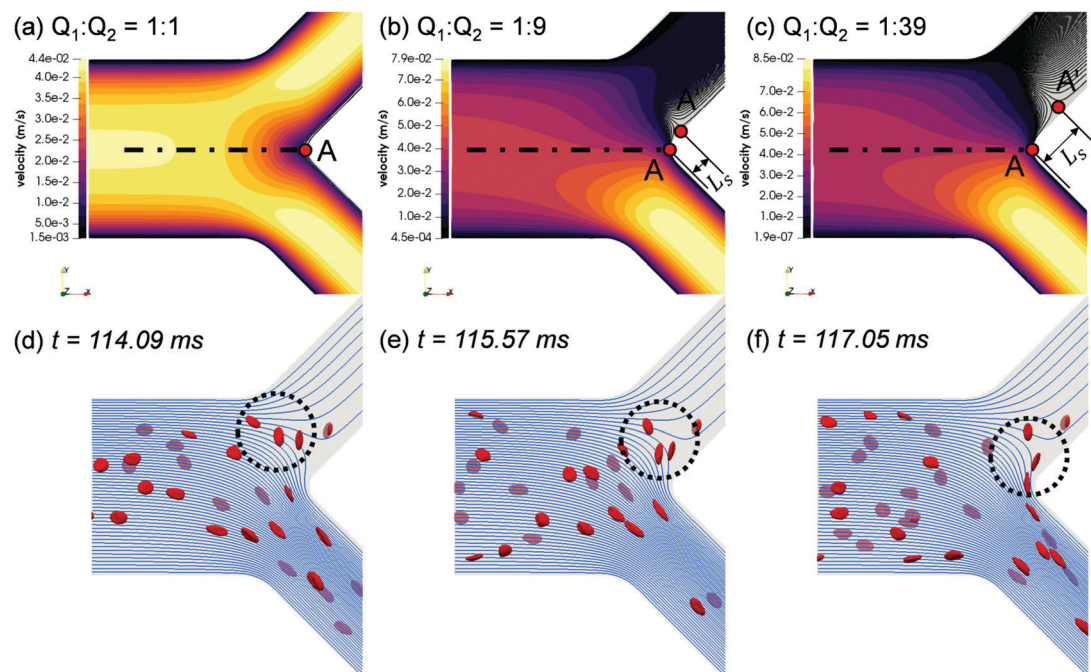 (a) Q₁:Q₂ = 1:1
(b) Q₁:Q₂ = 1:9
(c) Q₁:Q₂ = 1:39
velocity (m/s)
4.4e-02
4.0e-2
3.5e-2
3.0e-2
2.5e-2
2.0e-2
1.5e-2
1.0e-2
5.0e-3
1.5e-03
A
Y
Z
X
velocity (m/s)
7.9e-02
7.0e-2
6.0e-2
5.0e-2
4.0e-2
3.0e-2
2.0e-2
1.0e-2
4.5e-04
A'
A
Ls
Y
Z
X
velocity (m/s)
8.5e-02
7.0e-2
6.0e-2
5.0e-2
4.0e-2
3.0e-2
2.0e-2
1.0e-2
1.9e-07
A'
A
Ls
Y
Z
X
(d) t = 114.09 ms
(e) t = 115.57 ms
(f) t = 117.05 ms